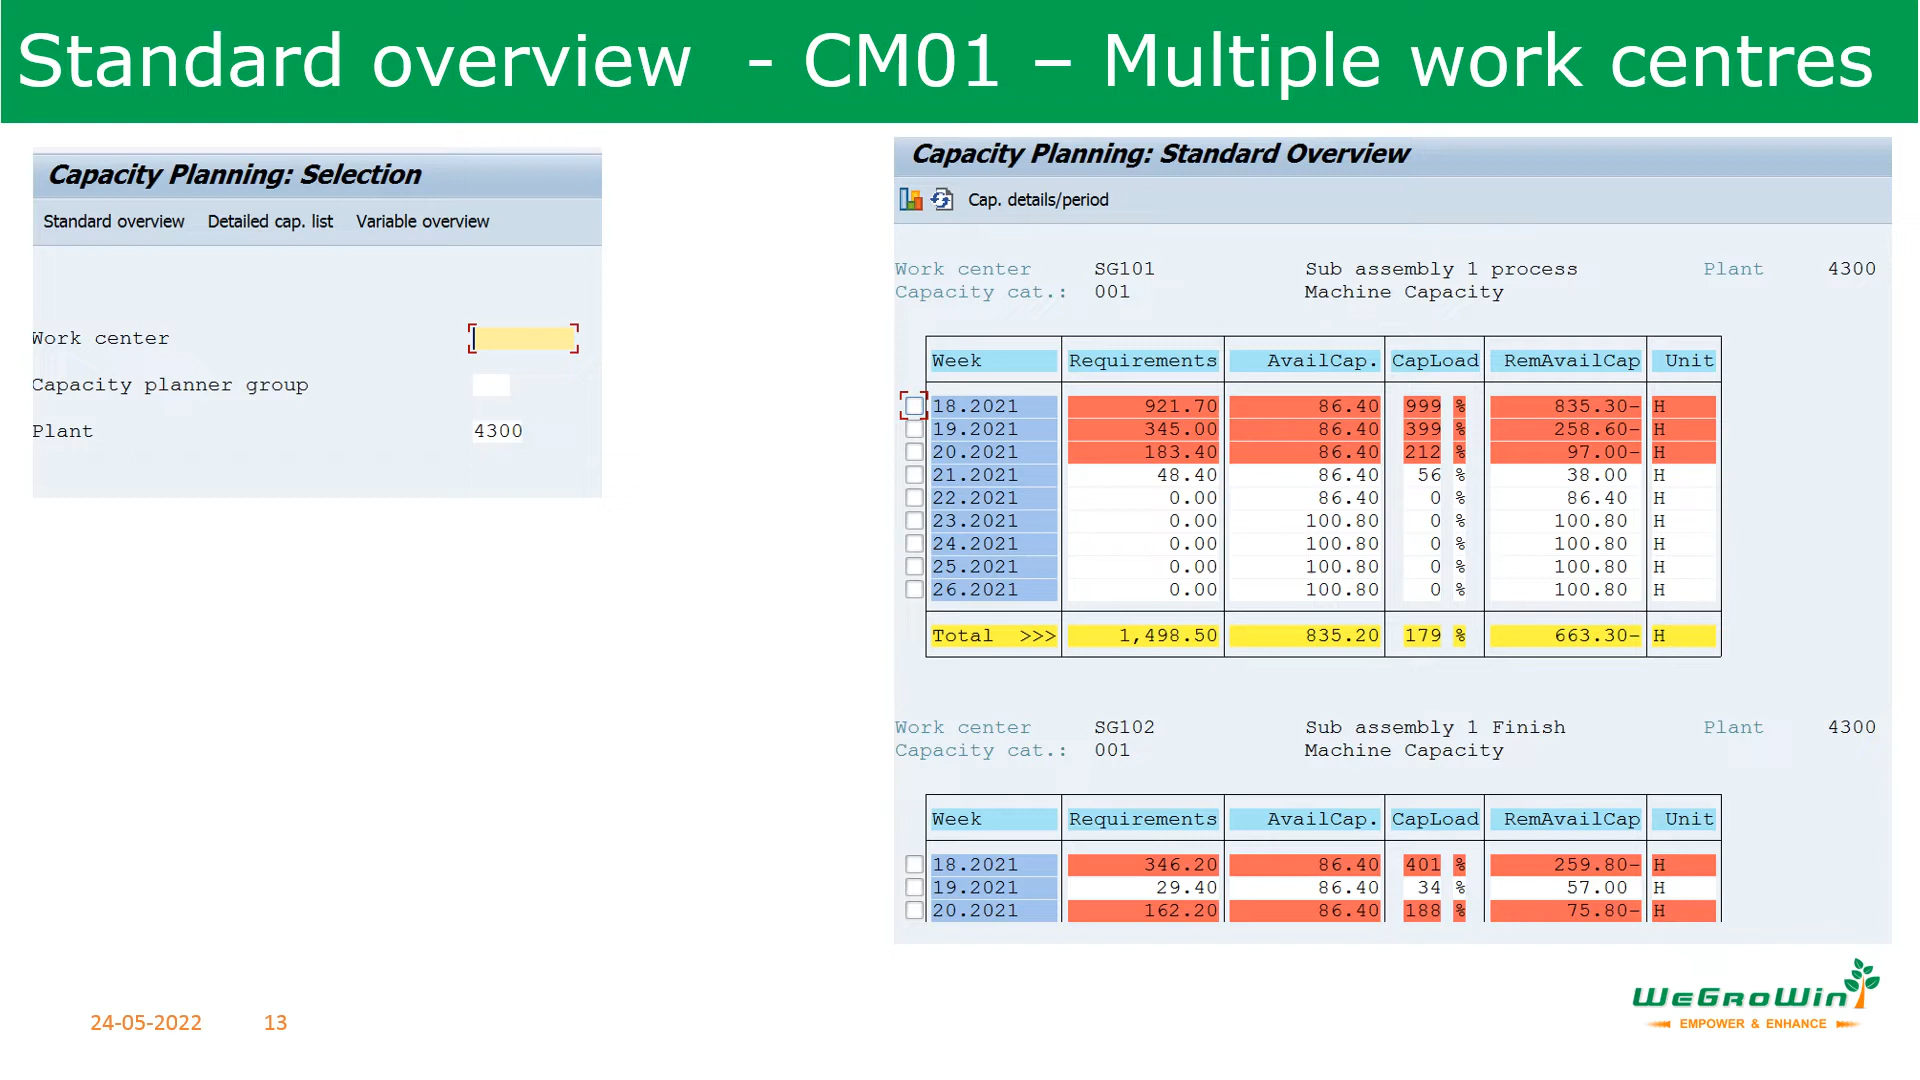 Standard overview - CM01 – Multiple work centres
Capacity Planning: Selection
Standard overview Detailed cap. list Variable overview
Work center
Capacity planner group
Plant 4300
Capacity Planning: Standard Overview
Cap. details/period
Work center SG101 Sub assembly 1 process Plant 4300
Capacity cat.: 001 Machine Capacity
Week Requirements AvailCap. CapLoad RemAvailCap Unit
18.2021 921.70 86.40 999 % 835.30- H
19.2021 345.00 86.40 399 % 258.60- H
20.2021 183.40 86.40 212 % 97.00- H
21.2021 48.40 86.40 56 % 38.00 H
22.2021 0.00 86.40 0 % 86.40 H
23.2021 0.00 100.80 0 % 100.80 H
24.2021 0.00 100.80 0 % 100.80 H
25.2021 0.00 100.80 0 % 100.80 H
26.2021 0.00 100.80 0 % 100.80 H
Total >>> 1,498.50 835.20 179 % 663.30- H
Work center SG102 Sub assembly 1 Finish Plant 4300
Capacity cat.: 001 Machine Capacity
Week Requirements AvailCap. CapLoad RemAvailCap Unit
18.2021 346.20 86.40 401 % 259.80- H
19.2021 29.40 86.40 34 % 57.00 H
20.2021 162.20 86.40 188 % 75.80- H
WeGroWin
EMPOWER & ENHANCE
24-05-2022 13